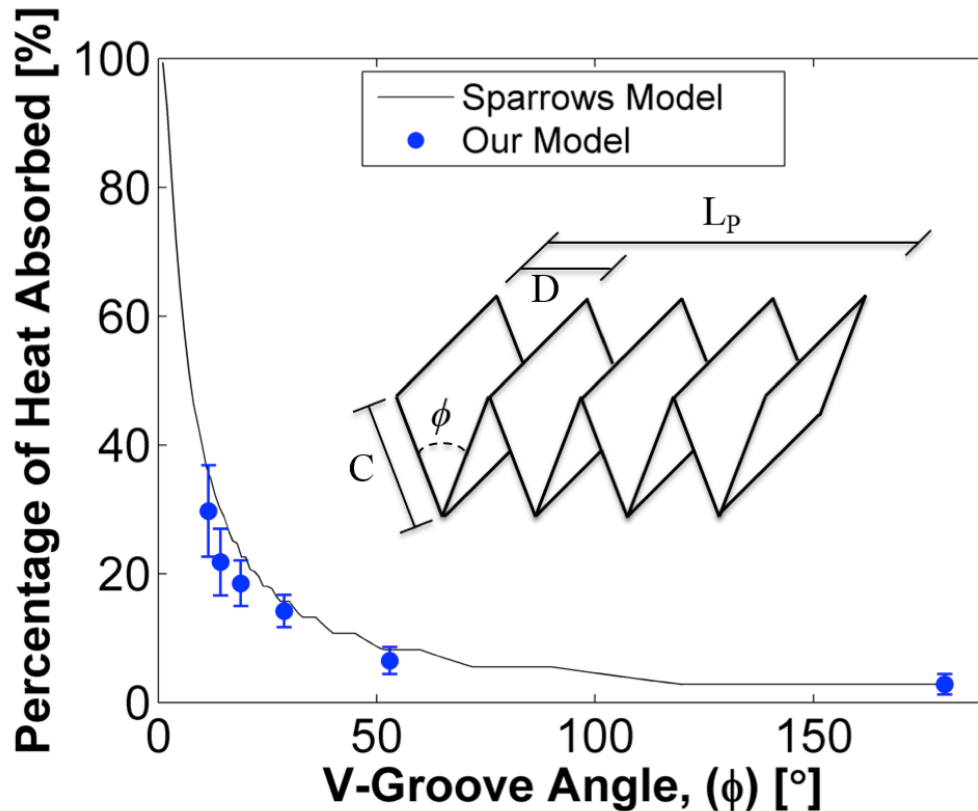 Percentage of Heat Absorbed [%]
100
80
60
40
20
0
Sparrows Model
Our Model
L_P
D
ϕ
C
0 50 100 150
V-Groove Angle, (ϕ) [°]